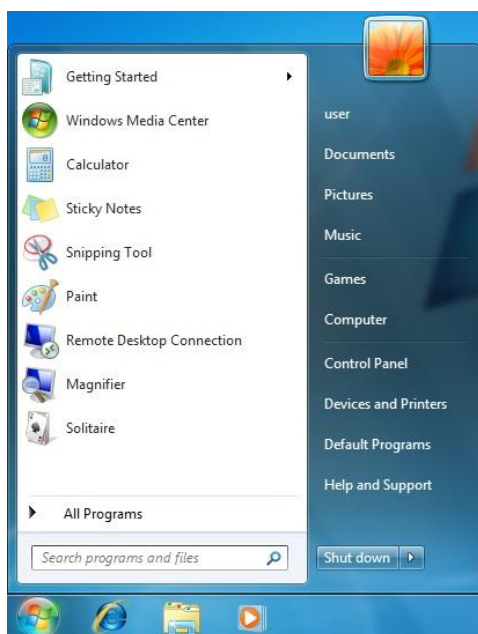 Getting Started
Windows Media Center
Calculator
Sticky Notes
Snipping Tool
Paint
Remote Desktop Connection
Magnifier
Solitaire
All Programs
Search programs and files
user
Documents
Pictures
Music
Games
Computer
Control Panel
Devices and Printers
Default Programs
Help and Support
Shut down